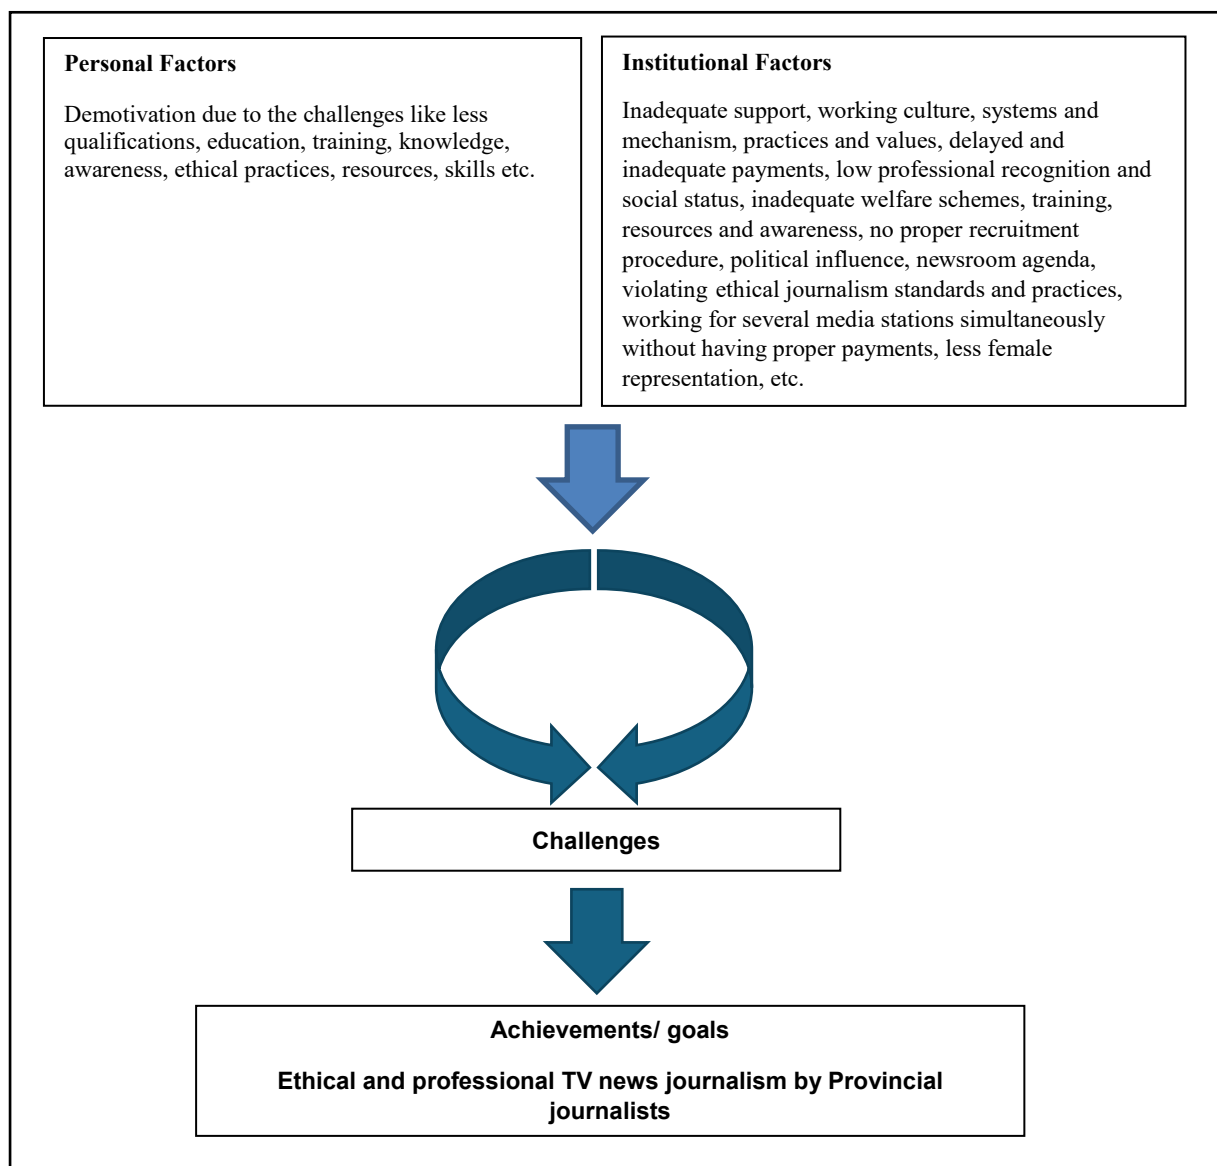 Personal Factors
Demotivation due to the challenges like less
qualifications, education, training, knowledge,
awareness, ethical practices, resources, skills etc.
Institutional Factors
Inadequate support, working culture, systems and
mechanism, practices and values, delayed and
inadequate payments, low professional recognition and
social status, inadequate welfare schemes, training,
resources and awareness, no proper recruitment
procedure, political influence, newsroom agenda,
violating ethical journalism standards and practices,
working for several media stations simultaneously
without having proper payments, less female
representation, etc.
Challenges
Achievements/ goals
Ethical and professional TV news journalism by Provincial
journalists